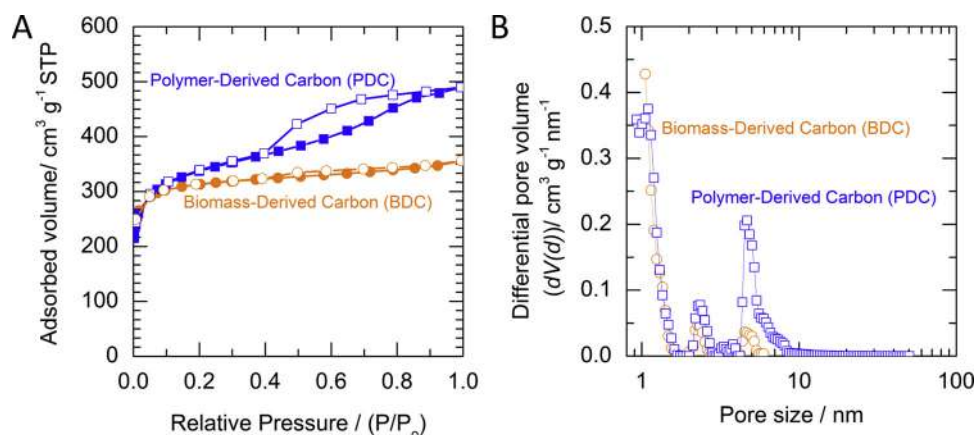 A
Adsorbed volume/ cm³ g⁻¹ STP
600
500
400
300
200
100
0
Polymer-Derived Carbon (PDC)
Biomass-Derived Carbon (BDC)
0.0 0.2 0.4 0.6 0.8 1.0
Relative Pressure / (P/P₀)
B
Differential pore volume
(dV(d))/ cm³ g⁻¹ nm⁻¹
0.5
0.4
0.3
0.2
0.1
0.0
Biomass-Derived Carbon (BDC)
Polymer-Derived Carbon (PDC)
1 10 100
Pore size / nm